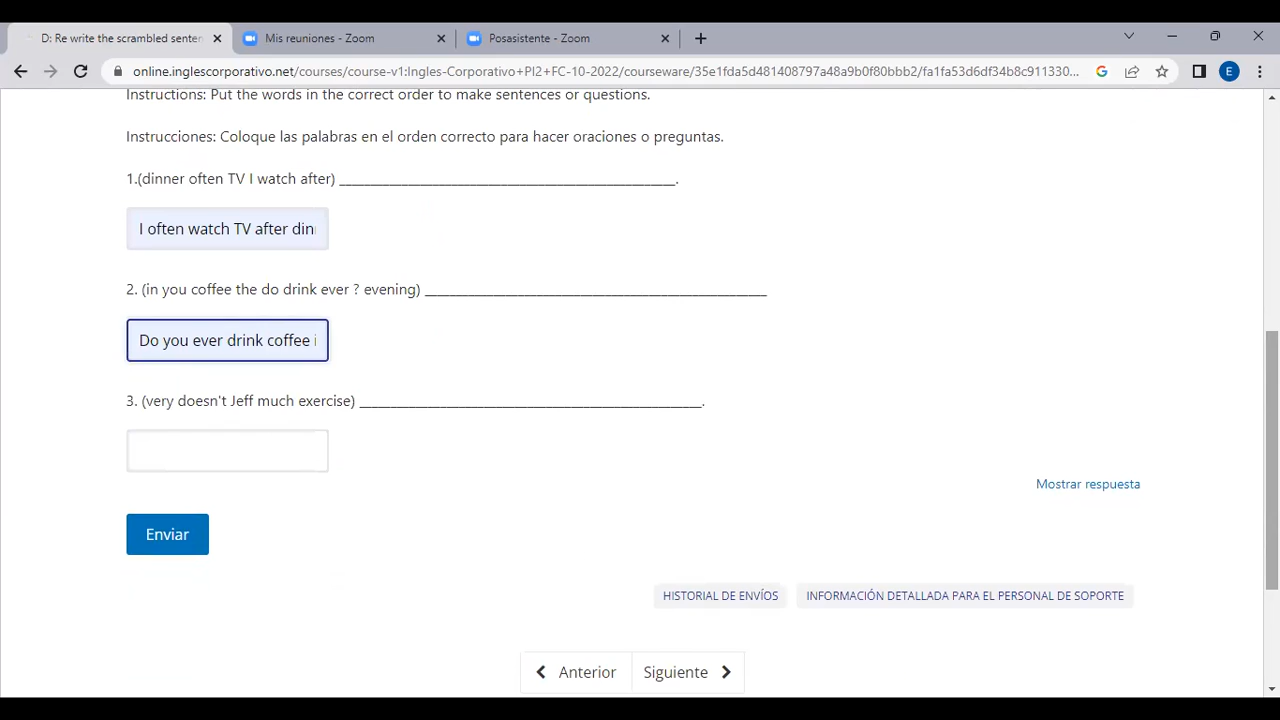 D: Re write the scrambled senten
Mis reuniones - Zoom
Posasistente - Zoom
online.inglescorporativo.net/courses/course-v1:Ingles-Corporativo+PI2+FC-10-2022/courseware/35e1fda5d481408797a48a9b0f80bbb2/fa1fa53d6df34b8c911330...
E
Instructions: Put the words in the correct order to make sentences or questions.
Instrucciones: Coloque las palabras en el orden correcto para hacer oraciones o preguntas.
1.(dinner often TV I watch after) ________________________________________________.
I often watch TV after din
2. (in you coffee the do drink ever ? evening) _________________________________________________
Do you ever drink coffee i
3. (very doesn't Jeff much exercise) _________________________________________________.
Mostrar respuesta
Enviar
HISTORIAL DE ENVÍOS
INFORMACIÓN DETALLADA PARA EL PERSONAL DE SOPORTE
Anterior
Siguiente